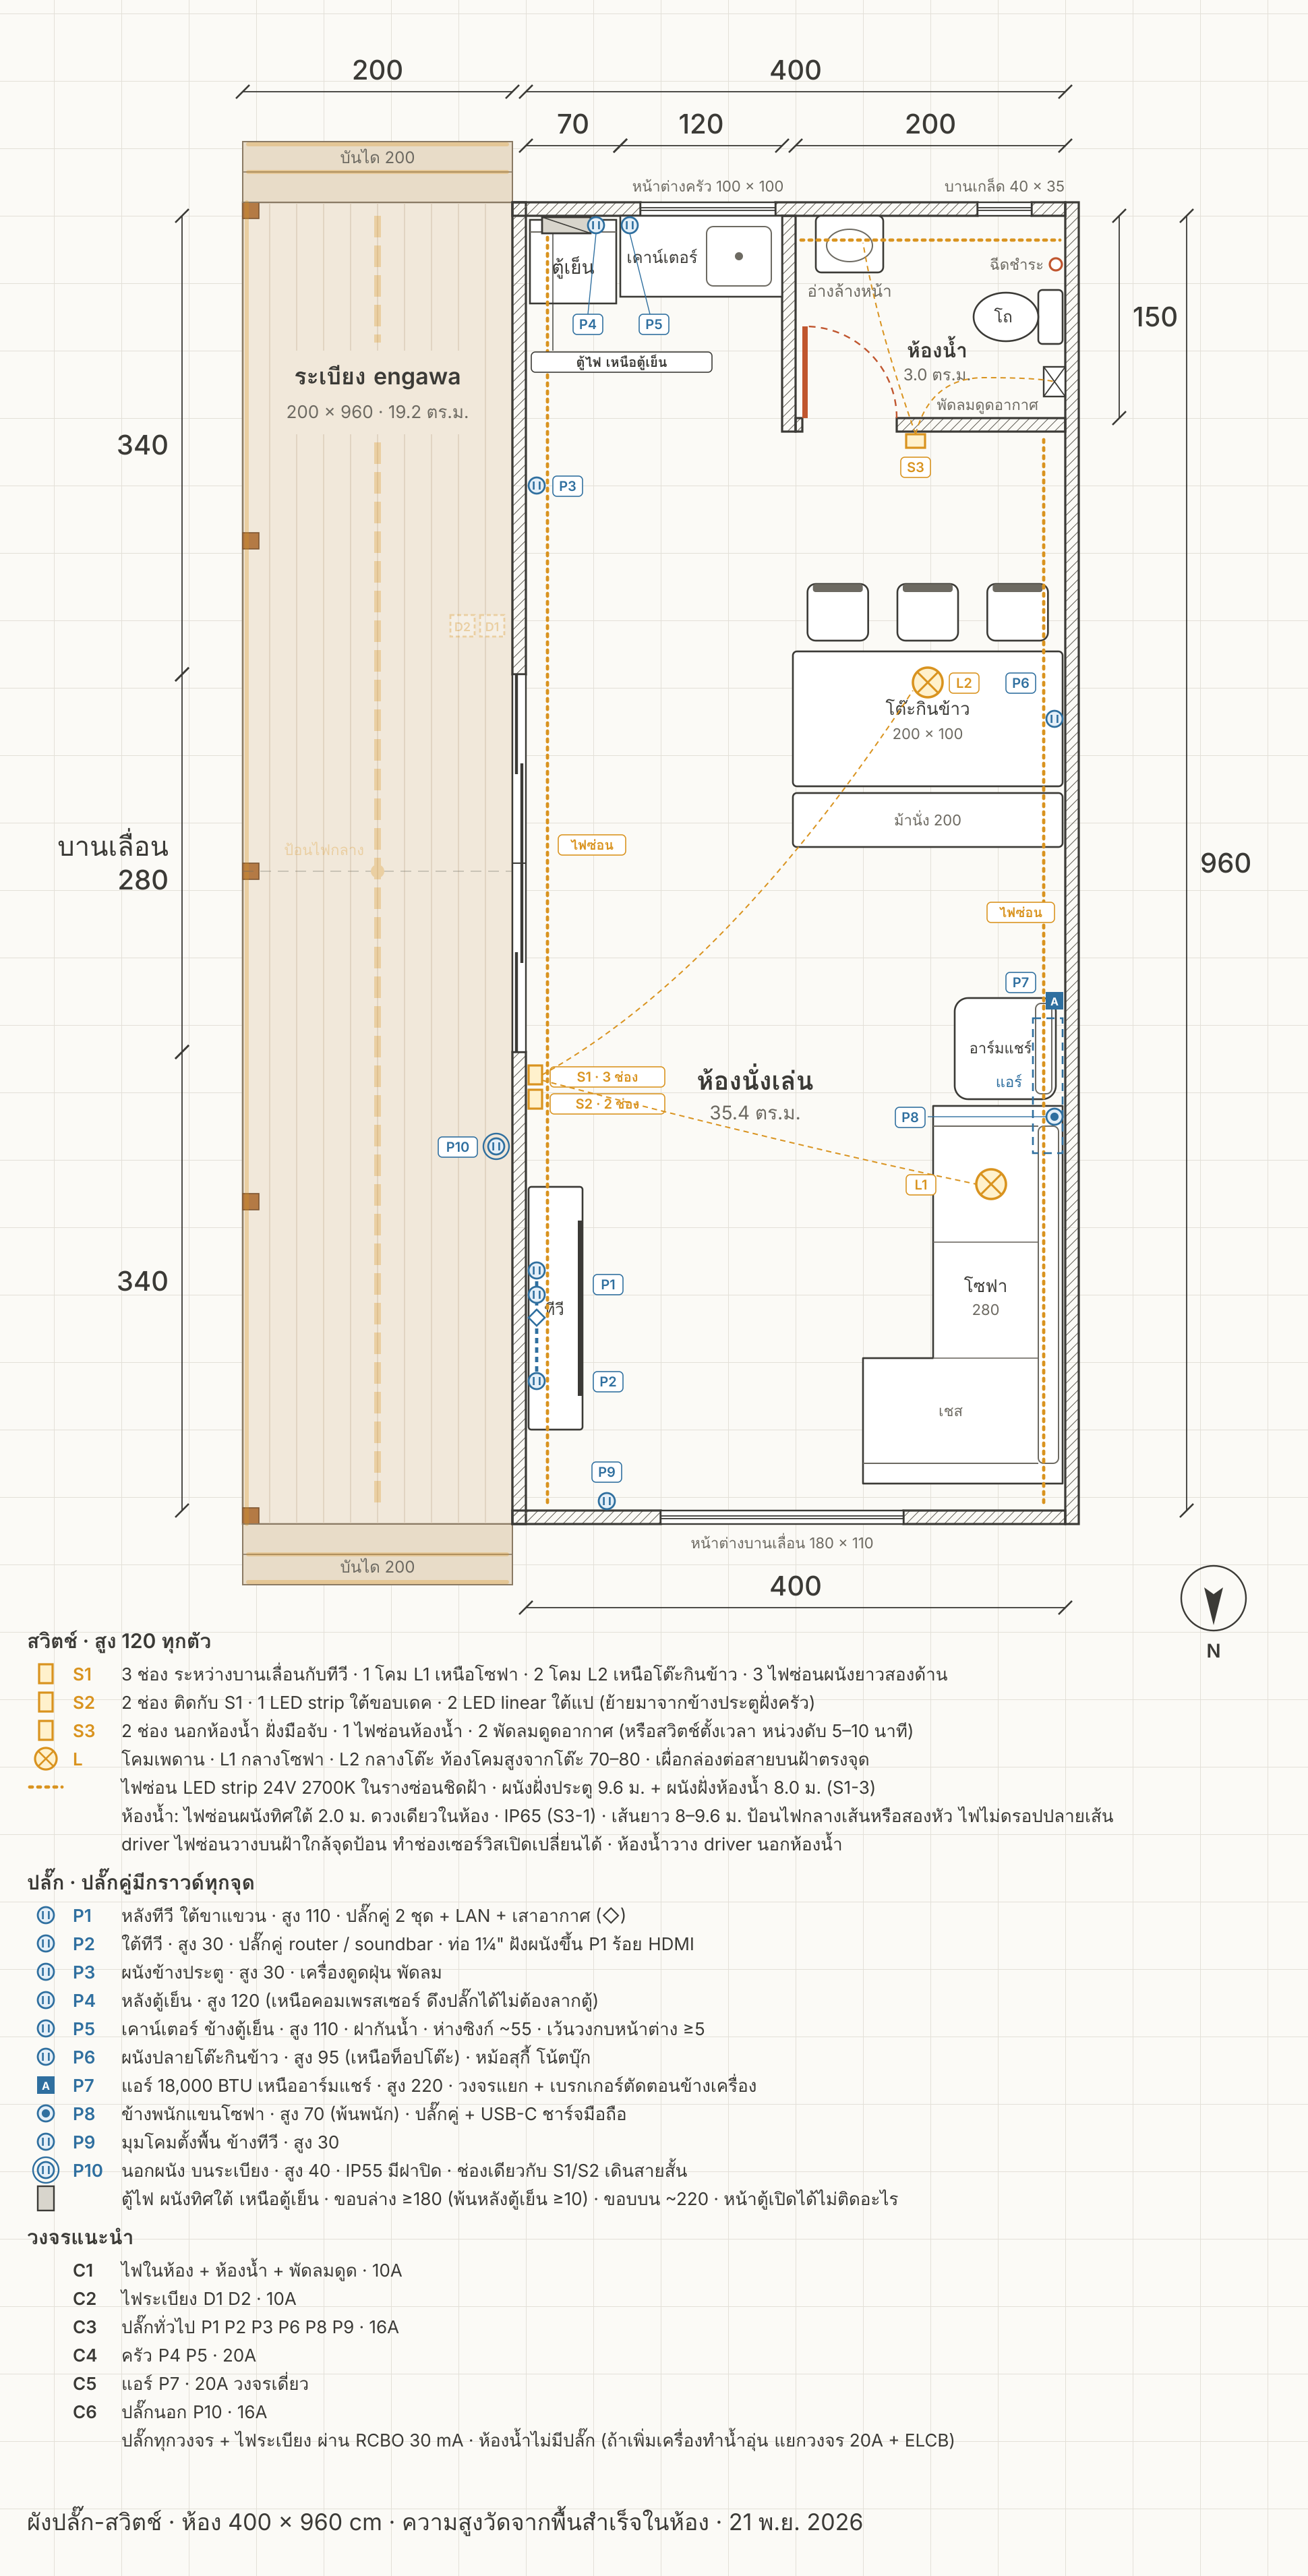 200
400
70
120
200
บันได 200
หน้าต่างครัว 100 × 100
บานเกล็ด 40 × 35
ตู้เย็น
เคาน์เตอร์
อ่างล้างหน้า
ฉีดชำระ
โถ
P4
P5
ตู้ไฟ เหนือตู้เย็น
ห้องน้ำ
3.0 ตร.ม.
พัดลมดูดอากาศ
150
ระเบียง engawa
200 × 960 · 19.2 ตร.ม.
340
S3
P3
D2
D1
L2
P6
โต๊ะกินข้าว
200 × 100
ม้านั่ง 200
ไฟซ่อน
ป้อนไฟกลาง
บานเลื่อน
280
960
ไฟซ่อน
P7
A
อาร์มแชร์
แอร์
S1 · 3 ช่อง
S2 · 2 ช่อง
ห้องนั่งเล่น
35.4 ตร.ม.
P8
P10
L1
340
P1
ทีวี
โซฟา
280
P2
เชส
P9
หน้าต่างบานเลื่อน 180 × 110
บันได 200
400
N
สวิตช์ · สูง 120 ทุกตัว
S1 3 ช่อง ระหว่างบานเลื่อนกับทีวี · 1 โคม L1 เหนือโซฟา · 2 โคม L2 เหนือโต๊ะกินข้าว · 3 ไฟซ่อนผนังยาวสองด้าน
S2 2 ช่อง ติดกับ S1 · 1 LED strip ใต้ขอบเดค · 2 LED linear ใต้แป (ย้ายมาจากข้างประตูฝั่งครัว)
S3 2 ช่อง นอกห้องน้ำ ฝั่งมือจับ · 1 ไฟซ่อนห้องน้ำ · 2 พัดลมดูดอากาศ (หรือสวิตช์ตั้งเวลา หน่วงดับ 5–10 นาที)
L โคมเพดาน · L1 กลางโซฟา · L2 กลางโต๊ะ ท้องโคมสูงจากโต๊ะ 70–80 · เผื่อกล่องต่อสายบนฝ้าตรงจุด
ไฟซ่อน LED strip 24V 2700K ในรางซ่อนชิดฝ้า · ผนังฝั่งประตู 9.6 ม. + ผนังฝั่งห้องน้ำ 8.0 ม. (S1-3)
ห้องน้ำ: ไฟซ่อนผนังทิศใต้ 2.0 ม. ดวงเดียวในห้อง · IP65 (S3-1) · เส้นยาว 8–9.6 ม. ป้อนไฟกลางเส้นหรือสองหัว ไฟไม่ดรอปปลายเส้น
driver ไฟซ่อนวางบนฝ้าใกล้จุดป้อน ทำช่องเซอร์วิสเปิดเปลี่ยนได้ · ห้องน้ำวาง driver นอกห้องน้ำ
ปลั๊ก · ปลั๊กคู่มีกราวด์ทุกจุด
P1 หลังทีวี ใต้ขาแขวน · สูง 110 · ปลั๊กคู่ 2 ชุด + LAN + เสาอากาศ (◇)
P2 ใต้ทีวี · สูง 30 · ปลั๊กคู่ router / soundbar · ท่อ 1¼" ฝังผนังขึ้น P1 ร้อย HDMI
P3 ผนังข้างประตู · สูง 30 · เครื่องดูดฝุ่น พัดลม
P4 หลังตู้เย็น · สูง 120 (เหนือคอมเพรสเซอร์ ดึงปลั๊กได้ไม่ต้องลากตู้)
P5 เคาน์เตอร์ ข้างตู้เย็น · สูง 110 · ฝากันน้ำ · ห่างซิงก์ ~55 · เว้นวงกบหน้าต่าง ≥5
P6 ผนังปลายโต๊ะกินข้าว · สูง 95 (เหนือท็อปโต๊ะ) · หม้อสุกี้ โน้ตบุ๊ก
A P7 แอร์ 18,000 BTU เหนืออาร์มแชร์ · สูง 220 · วงจรแยก + เบรกเกอร์ตัดตอนข้างเครื่อง
P8 ข้างพนักแขนโซฟา · สูง 70 (พ้นพนัก) · ปลั๊กคู่ + USB-C ชาร์จมือถือ
P9 มุมโคมตั้งพื้น ข้างทีวี · สูง 30
P10 นอกผนัง บนระเบียง · สูง 40 · IP55 มีฝาปิด · ช่องเดียวกับ S1/S2 เดินสายสั้น
ตู้ไฟ ผนังทิศใต้ เหนือตู้เย็น · ขอบล่าง ≥180 (พ้นหลังตู้เย็น ≥10) · ขอบบน ~220 · หน้าตู้เปิดได้ไม่ติดอะไร
วงจรแนะนำ
C1 ไฟในห้อง + ห้องน้ำ + พัดลมดูด · 10A
C2 ไฟระเบียง D1 D2 · 10A
C3 ปลั๊กทั่วไป P1 P2 P3 P6 P8 P9 · 16A
C4 ครัว P4 P5 · 20A
C5 แอร์ P7 · 20A วงจรเดี่ยว
C6 ปลั๊กนอก P10 · 16A
ปลั๊กทุกวงจร + ไฟระเบียง ผ่าน RCBO 30 mA · ห้องน้ำไม่มีปลั๊ก (ถ้าเพิ่มเครื่องทำน้ำอุ่น แยกวงจร 20A + ELCB)
ผังปลั๊ก-สวิตช์ · ห้อง 400 × 960 cm · ความสูงวัดจากพื้นสำเร็จในห้อง · 21 พ.ย. 2026